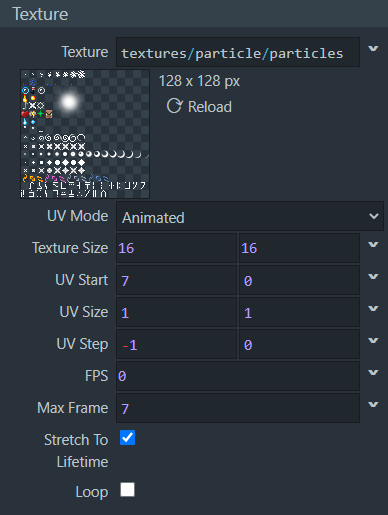 Texture
Texture textures/particle/particles
128 x 128 px
Reload
UV Mode Animated
Texture Size 16 16
UV Start 7 0
UV Size 1 1
UV Step -1 0
FPS 0
Max Frame 7
Stretch To
Lifetime
Loop